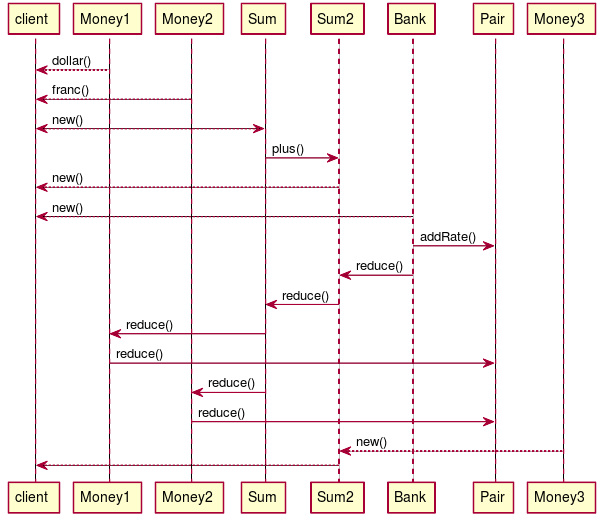 client Money1 Money2 Sum Sum2 Bank Pair Money3
dollar()
franc()
new()
plus()
new()
new()
addRate()
reduce()
reduce()
reduce()
reduce()
reduce()
reduce()
new()
client Money1 Money2 Sum Sum2 Bank Pair Money3